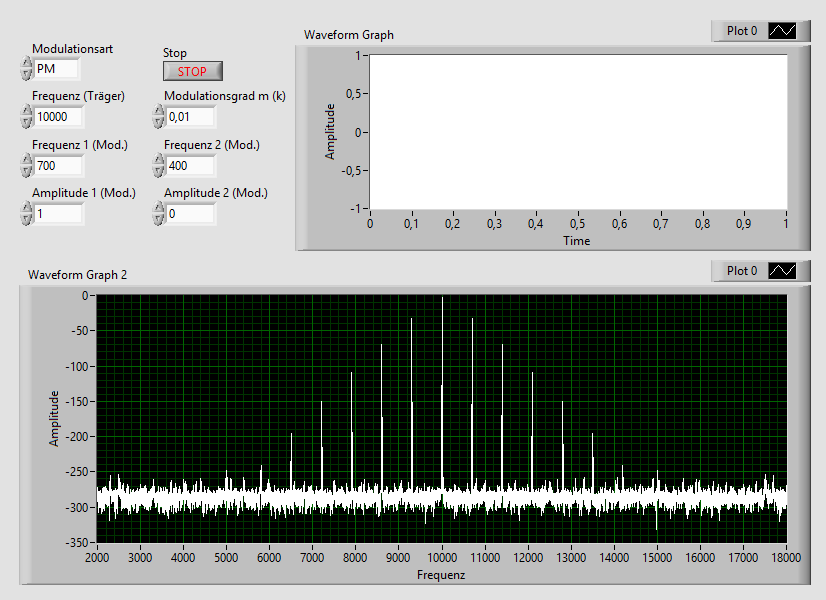 Modulationsart
PM
Stop
STOP
Frequenz (Träger)
10000
Modulationsgrad m (k)
0,01
Frequenz 1 (Mod.)
700
Frequenz 2 (Mod.)
400
Amplitude 1 (Mod.)
1
Amplitude 2 (Mod.)
0
Waveform Graph
Plot 0
Amplitude
1
0,5
0
-0,5
-1
0 0,1 0,2 0,3 0,4 0,5 0,6 0,7 0,8 0,9 1
Time
Waveform Graph 2
Plot 0
Amplitude
0
-50
-100
-150
-200
-250
-300
-350
2000 3000 4000 5000 6000 7000 8000 9000 10000 11000 12000 13000 14000 15000 16000 17000 18000
Frequenz